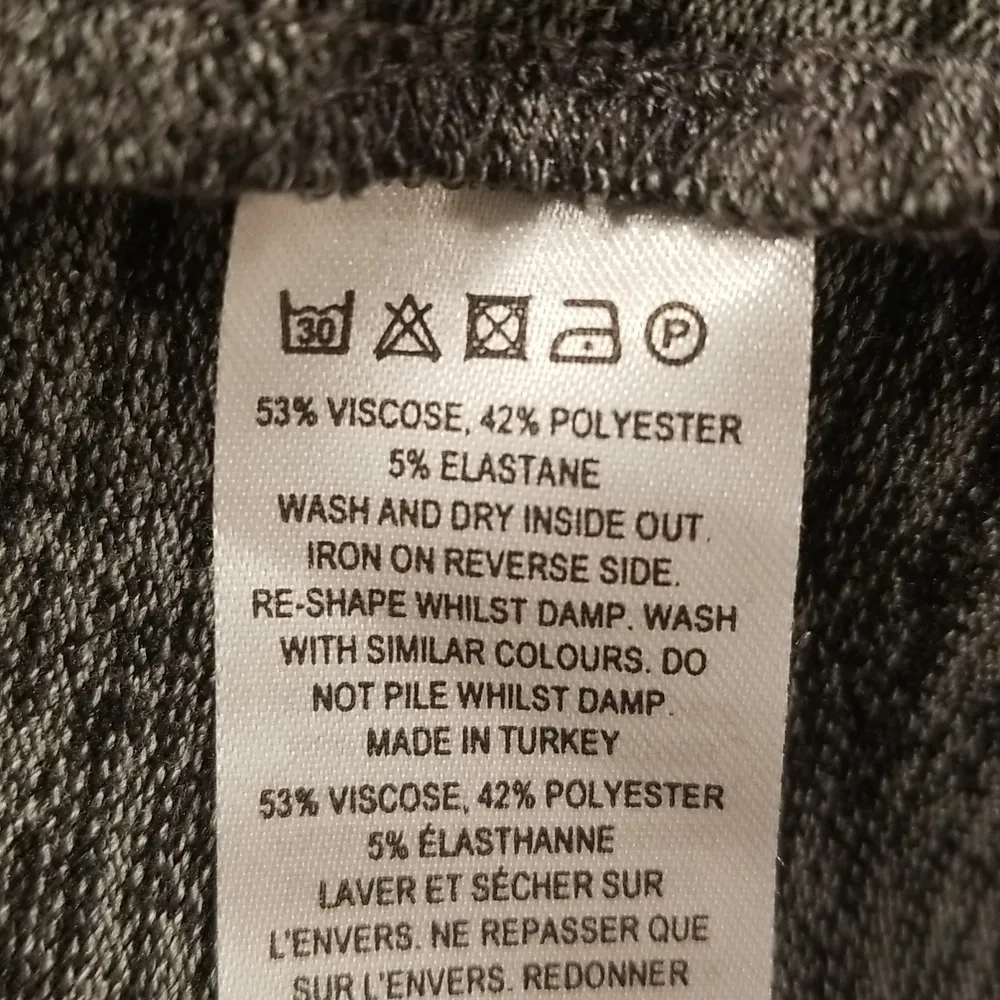 30 P
53% VISCOSE, 42% POLYESTER
5% ELASTANE
WASH AND DRY INSIDE OUT.
IRON ON REVERSE SIDE.
RE-SHAPE WHILST DAMP. WASH
WITH SIMILAR COLOURS. DO
NOT PILE WHILST DAMP.
MADE IN TURKEY
53% VISCOSE, 42% POLYESTER
5% ÉLASTHANNE
LAVER ET SÉCHER SUR
L'ENVERS. NE REPASSER QUE
SUR L'ENVERS. REDONNER